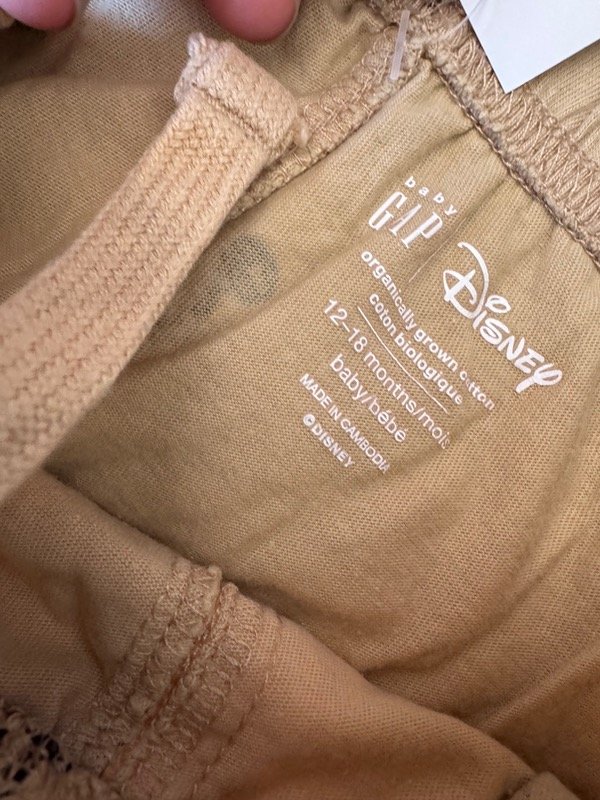 baby
GAP
DISNEY
organically grown cotton
coton biologique
12-18 months/mois
baby/bébé
MADE IN CAMBODIA
©DISNEY